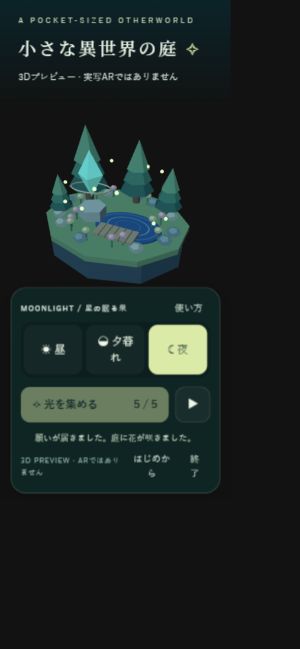 A POCKET-SIZED OTHERWORLD
小さな異世界の庭
3Dプレビュー・実写ARではありません
MOONLIGHT / 星の眠る泉 使い方
昼 夕暮れ 夜
光を集める 5 / 5
願いが届きました。庭に花が咲きました。
3D PREVIEW · ARではありません はじめから 終了